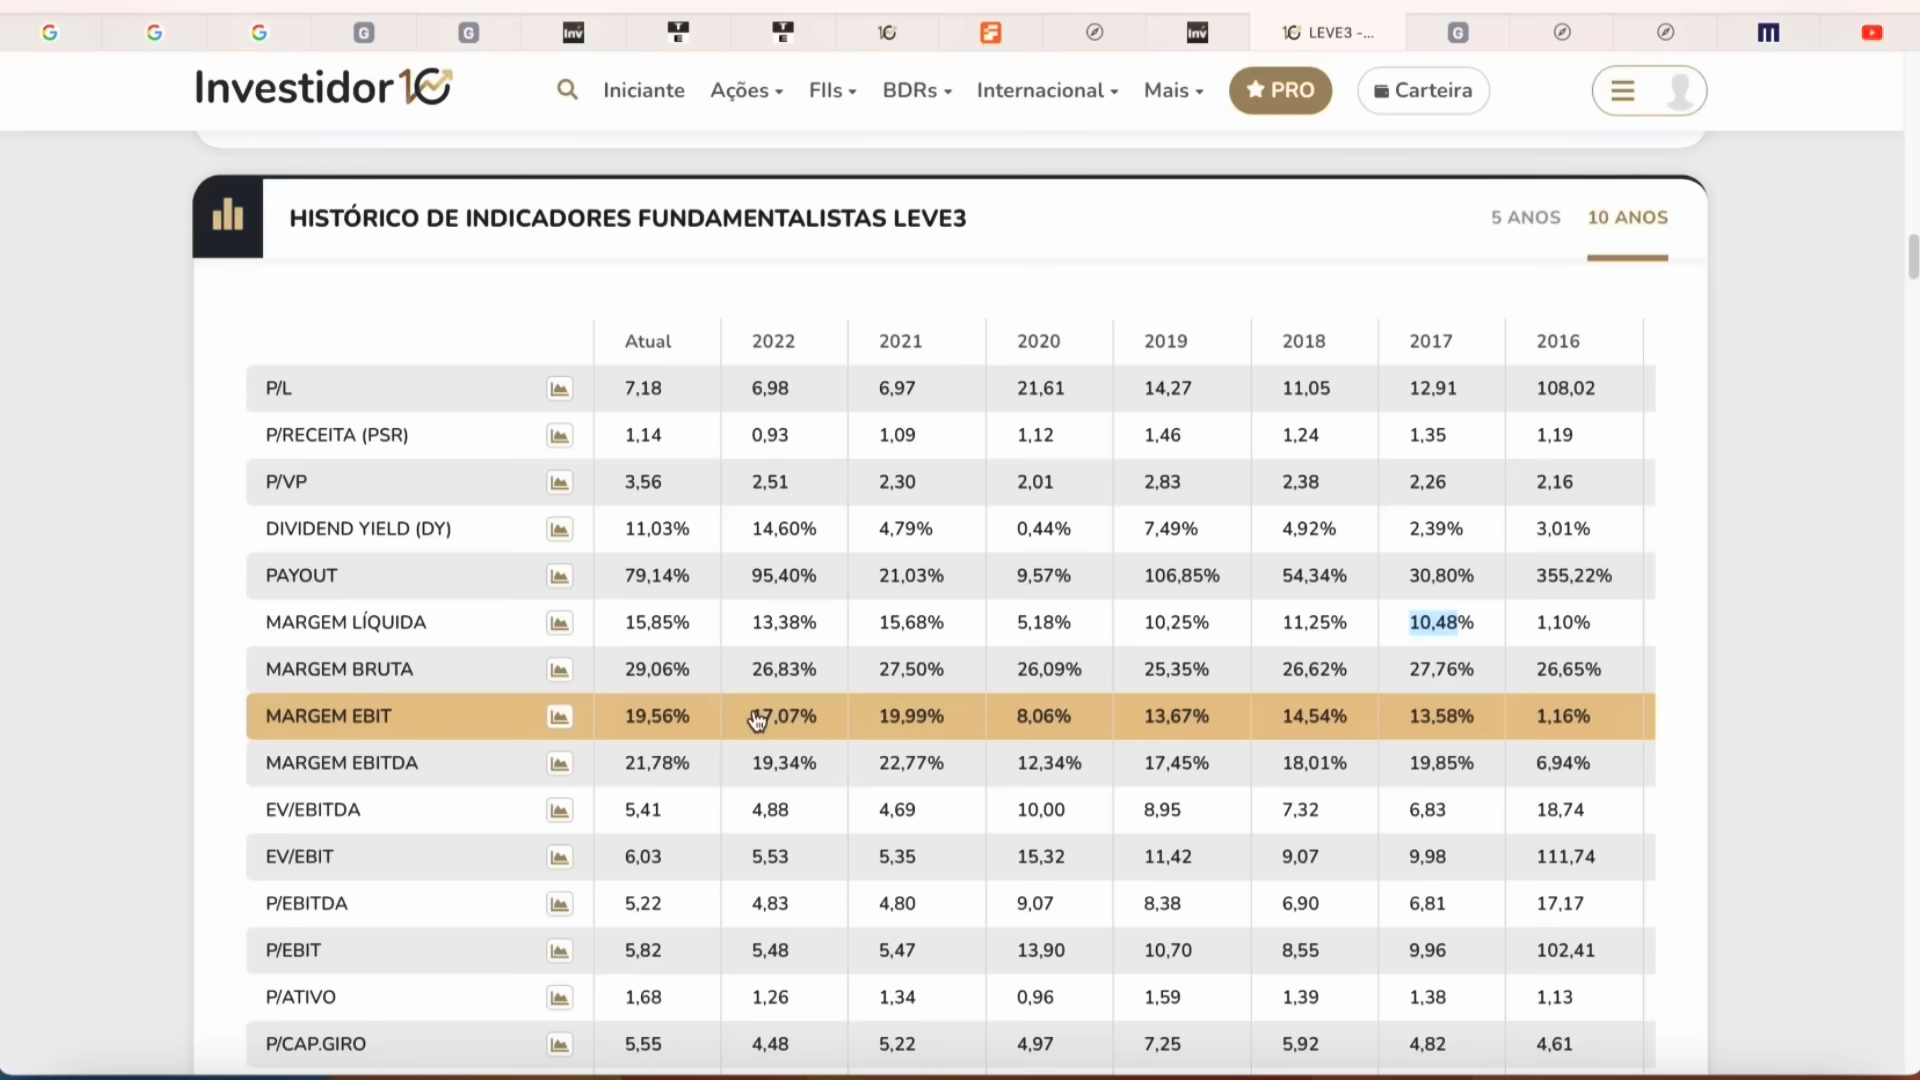 LEVE3 -...
Investidor10
Iniciante Ações FIIs BDRs Internacional Mais PRO Carteira
HISTÓRICO DE INDICADORES FUNDAMENTALISTAS LEVE3 5 ANOS 10 ANOS
Atual 2022 2021 2020 2019 2018 2017 2016
P/L 7,18 6,98 6,97 21,61 14,27 11,05 12,91 108,02
P/RECEITA (PSR) 1,14 0,93 1,09 1,12 1,46 1,24 1,35 1,19
P/VP 3,56 2,51 2,30 2,01 2,83 2,38 2,26 2,16
DIVIDEND YIELD (DY) 11,03% 14,60% 4,79% 0,44% 7,49% 4,92% 2,39% 3,01%
PAYOUT 79,14% 95,40% 21,03% 9,57% 106,85% 54,34% 30,80% 355,22%
MARGEM LÍQUIDA 15,85% 13,38% 15,68% 5,18% 10,25% 11,25% 10,48% 1,10%
MARGEM BRUTA 29,06% 26,83% 27,50% 26,09% 25,35% 26,62% 27,76% 26,65%
MARGEM EBIT 19,56% 17,07% 19,99% 8,06% 13,67% 14,54% 13,58% 1,16%
MARGEM EBITDA 21,78% 19,34% 22,77% 12,34% 17,45% 18,01% 19,85% 6,94%
EV/EBITDA 5,41 4,88 4,69 10,00 8,95 7,32 6,83 18,74
EV/EBIT 6,03 5,53 5,35 15,32 11,42 9,07 9,98 111,74
P/EBITDA 5,22 4,83 4,80 9,07 8,38 6,90 6,81 17,17
P/EBIT 5,82 5,48 5,47 13,90 10,70 8,55 9,96 102,41
P/ATIVO 1,68 1,26 1,34 0,96 1,59 1,39 1,38 1,13
P/CAP.GIRO 5,55 4,48 5,22 4,97 7,25 5,92 4,82 4,61